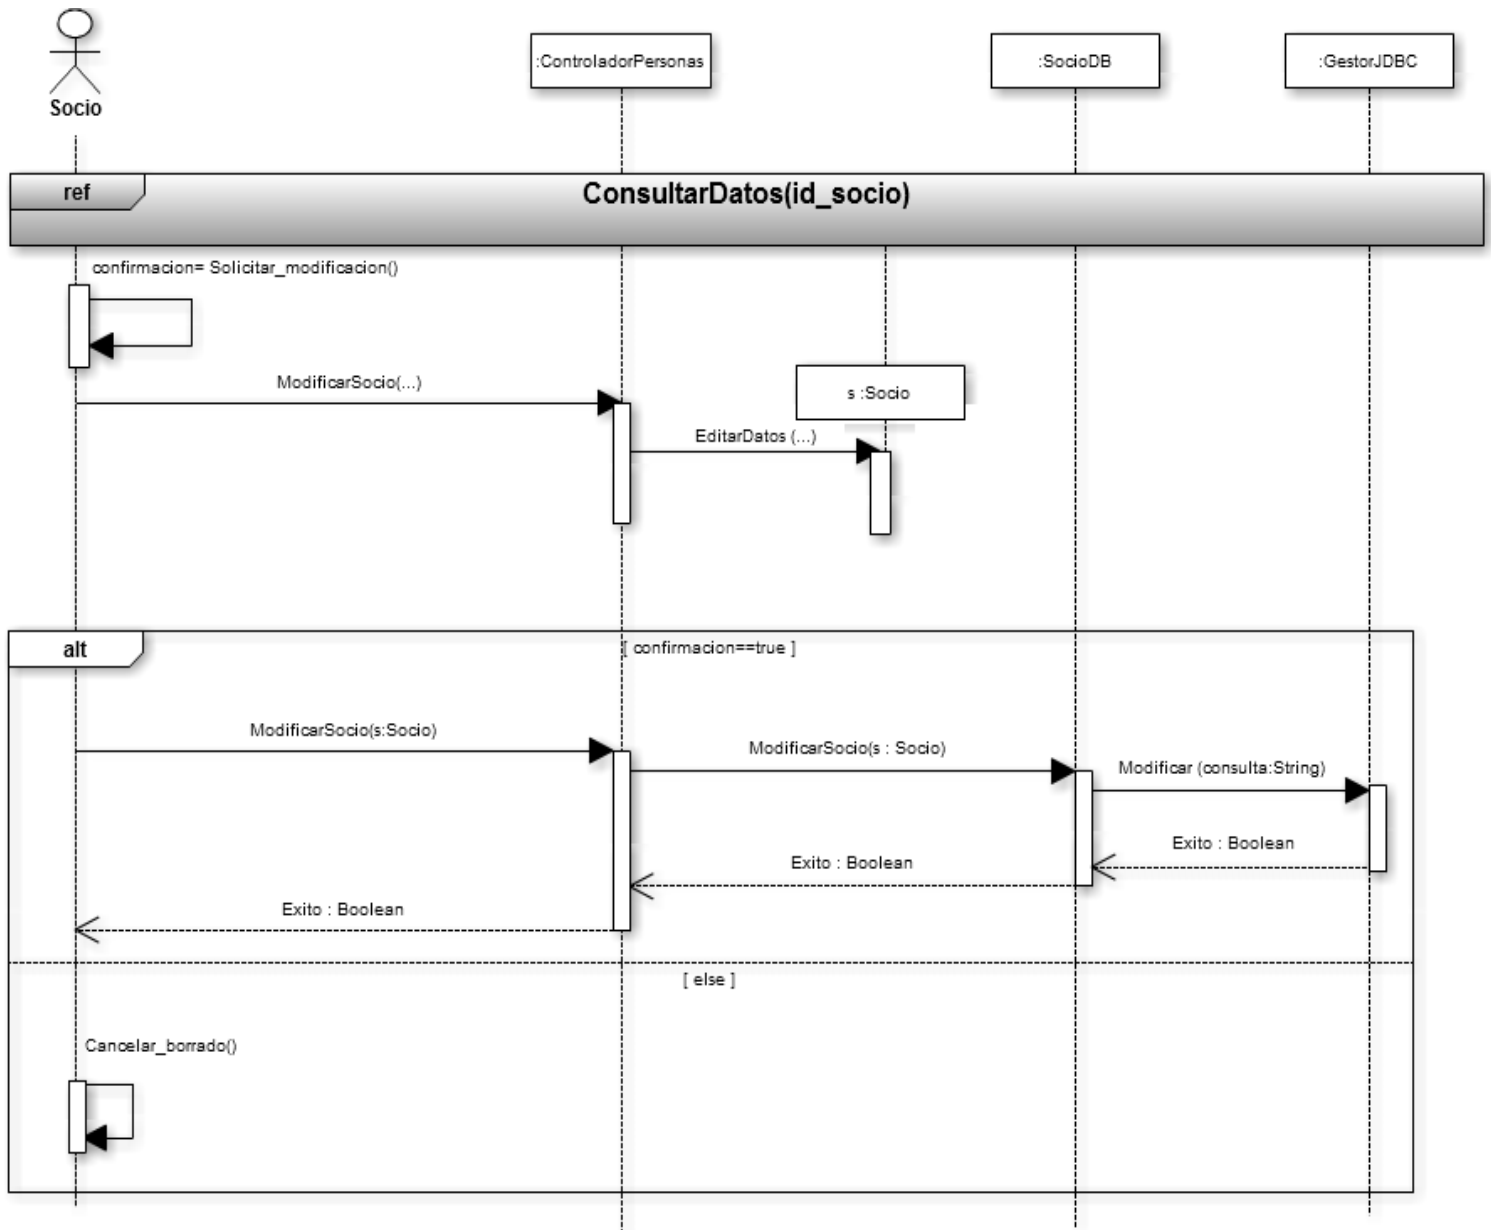 Socio
:ControladorPersonas
:SocioDB
:GestorJDBC
ref
ConsultarDatos(id_socio)
confirmacion= Solicitar_modificacion()
ModificarSocio(...)
s :Socio
EditarDatos (...)
alt
[ confirmacion==true ]
ModificarSocio(s:Socio)
ModificarSocio(s : Socio)
Modificar (consulta:String)
Exito : Boolean
Exito : Boolean
Exito : Boolean
[ else ]
Cancelar_borrado()